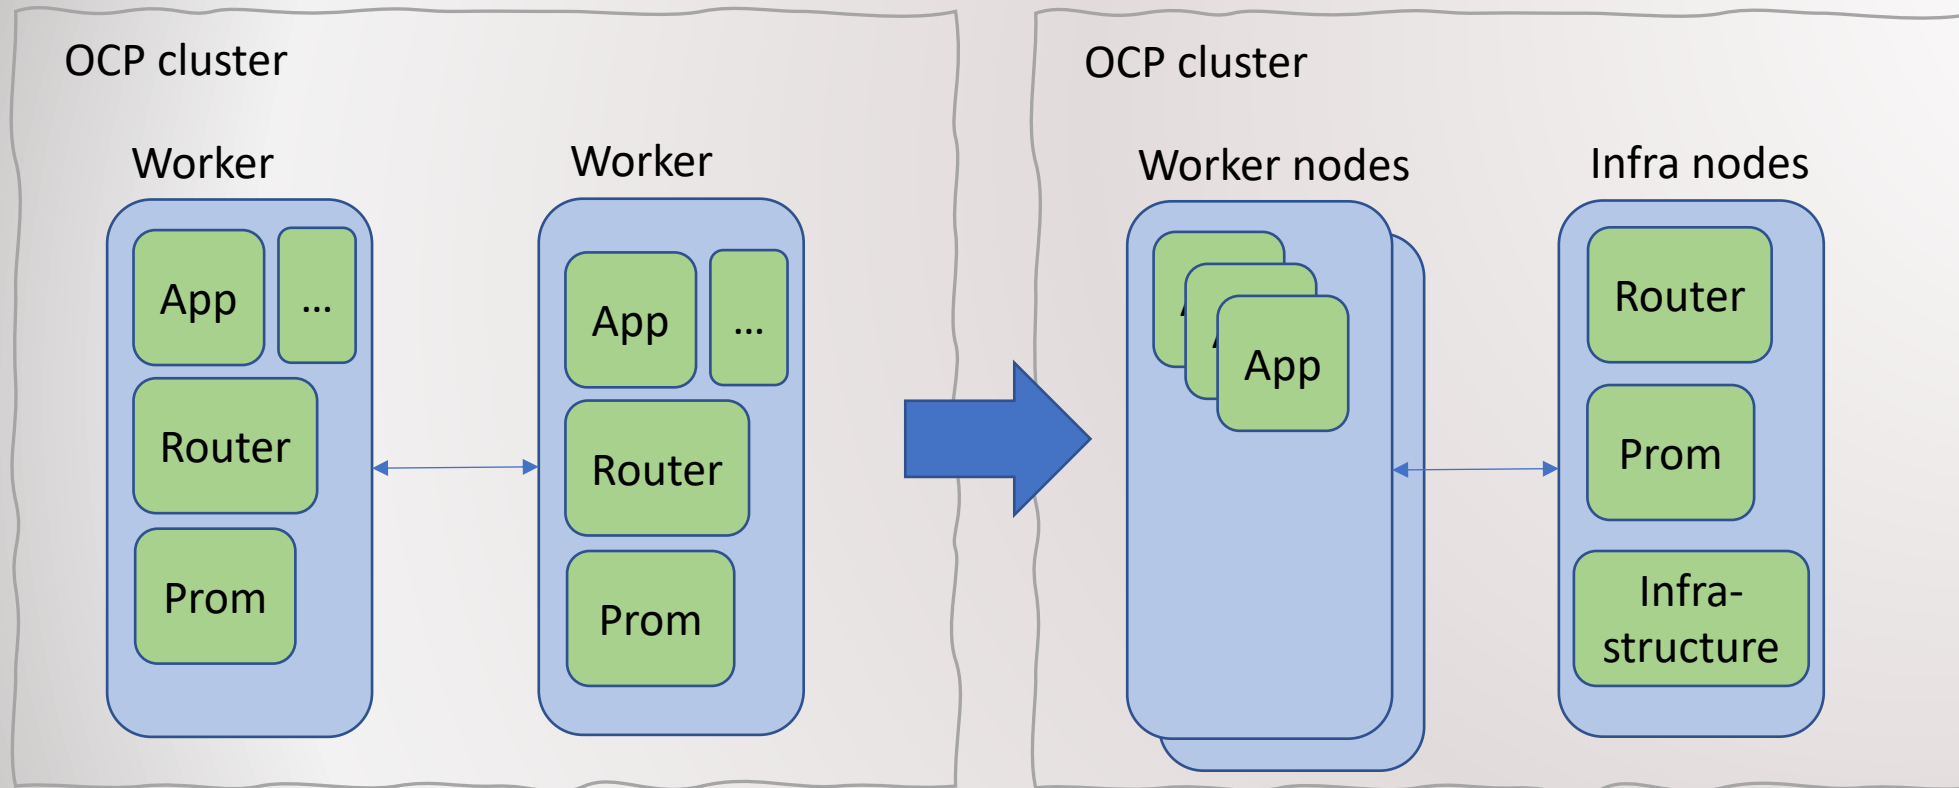 OCP cluster
Worker
App
...
Router
Prom
Worker
App
...
Router
Prom
OCP cluster
Worker nodes
App
Infra nodes
Router
Prom
Infra-
structure